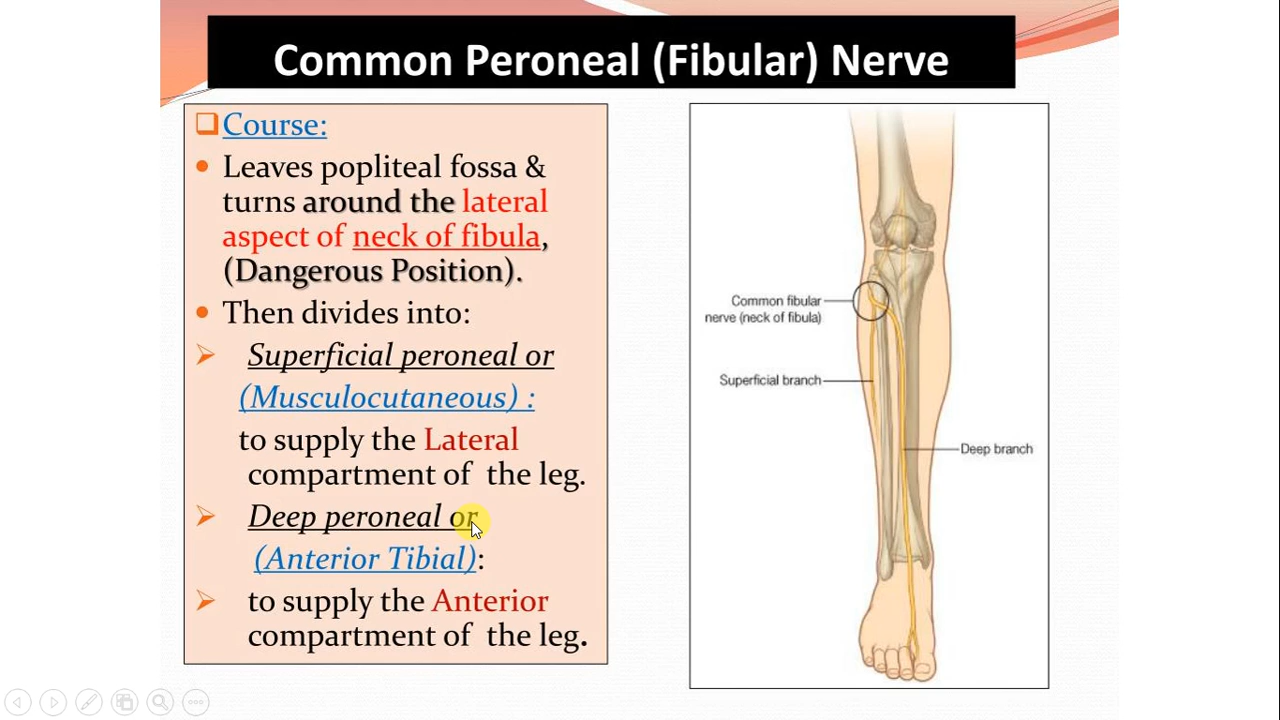 Common Peroneal (Fibular) Nerve
Course:
Leaves popliteal fossa &
turns around the lateral
aspect of neck of fibula,
(Dangerous Position).
Then divides into:
Superficial peroneal or
(Musculocutaneous) :
to supply the Lateral
compartment of the leg.
Deep peroneal or
(Anterior Tibial):
to supply the Anterior
compartment of the leg.
Common fibular
nerve (neck of fibula)
Superficial branch
Deep branch